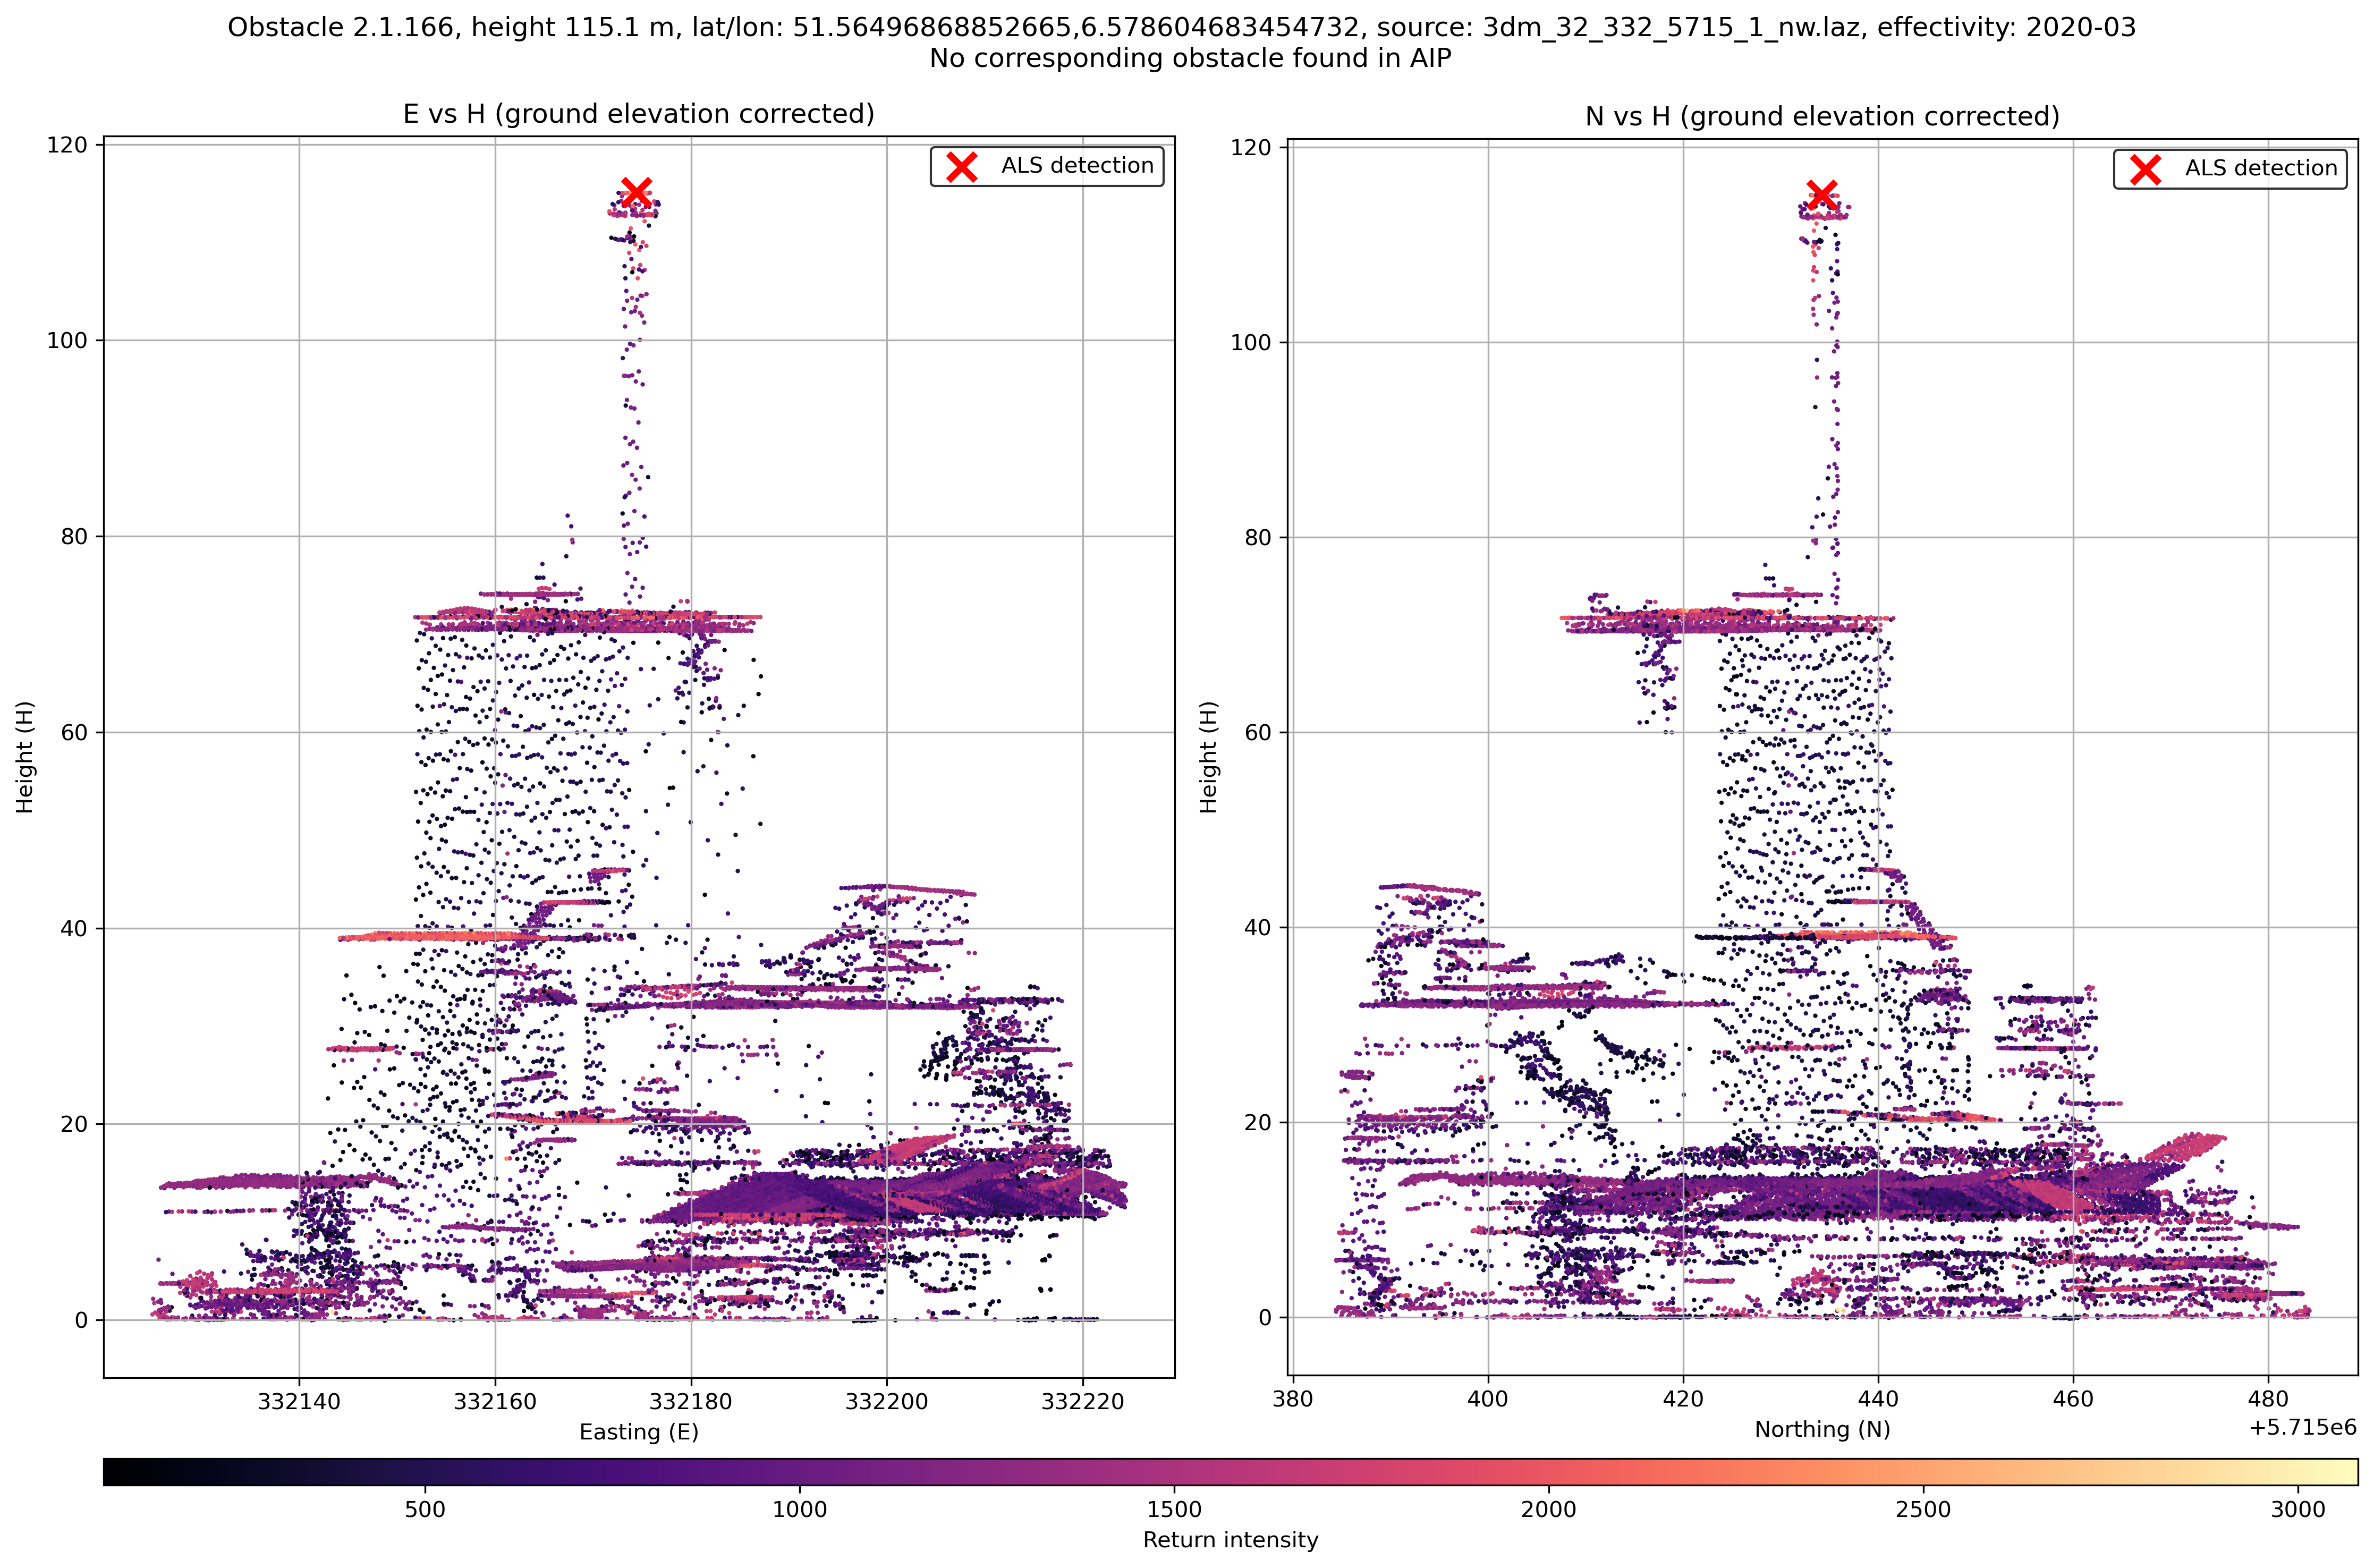 Obstacle 2.1.166, height 115.1 m, lat/lon: 51.56496868852665,6.578604683454732, source: 3dm_32_332_5715_1_nw.laz, effectivity: 2020-03
No corresponding obstacle found in AIP
E vs H (ground elevation corrected)
N vs H (ground elevation corrected)
ALS detection
ALS detection
120
100
80
60
40
20
0
Height (H)
332140 332160 332180 332200 332220
Easting (E)
120
100
80
60
40
20
0
Height (H)
380 400 420 440 460 480
+5.715e6
Northing (N)
500 1000 1500 2000 2500 3000
Return intensity